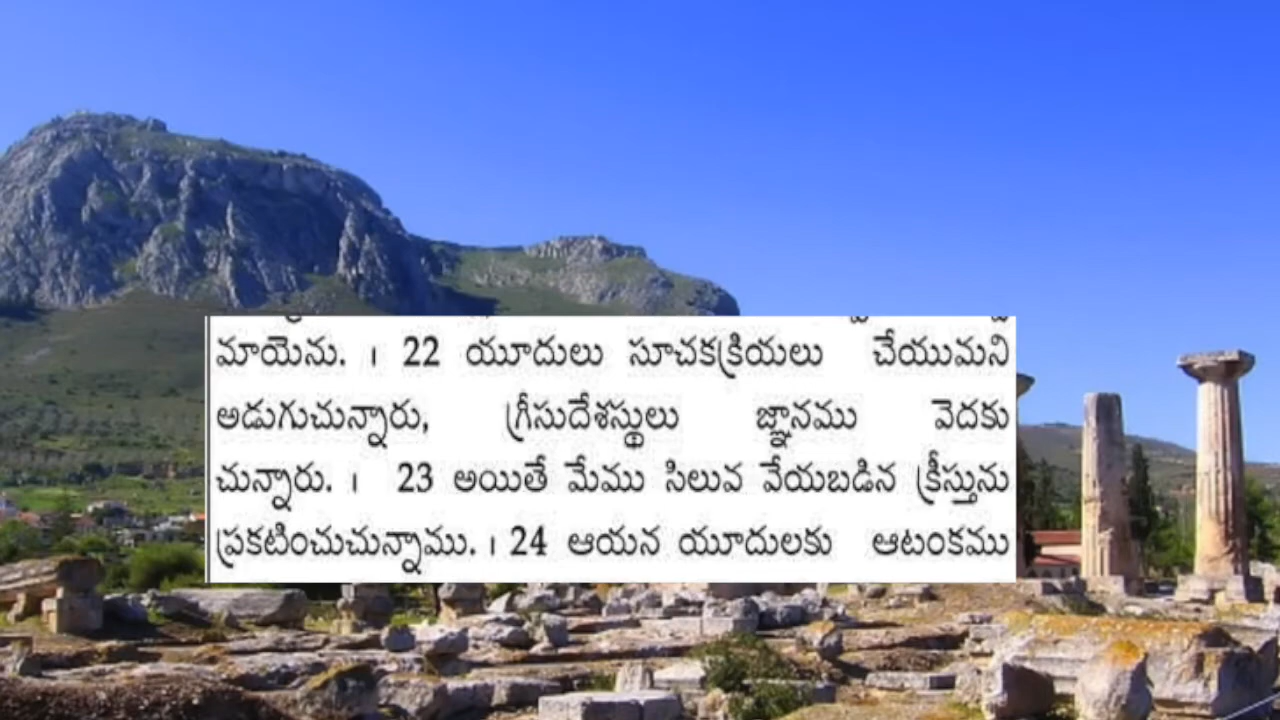 మాయెను. । 22 యూదులు సూచకక్రియలు చేయుమని
అడుగుచున్నారు, గ్రీసుదేశస్థులు జ్ఞానము వెదకు
చున్నారు. । 23 అయితే మేము సిలువ వేయబడిన క్రీస్తును
ప్రకటించుచున్నాము. । 24 ఆయన యూదులకు ఆటంకము